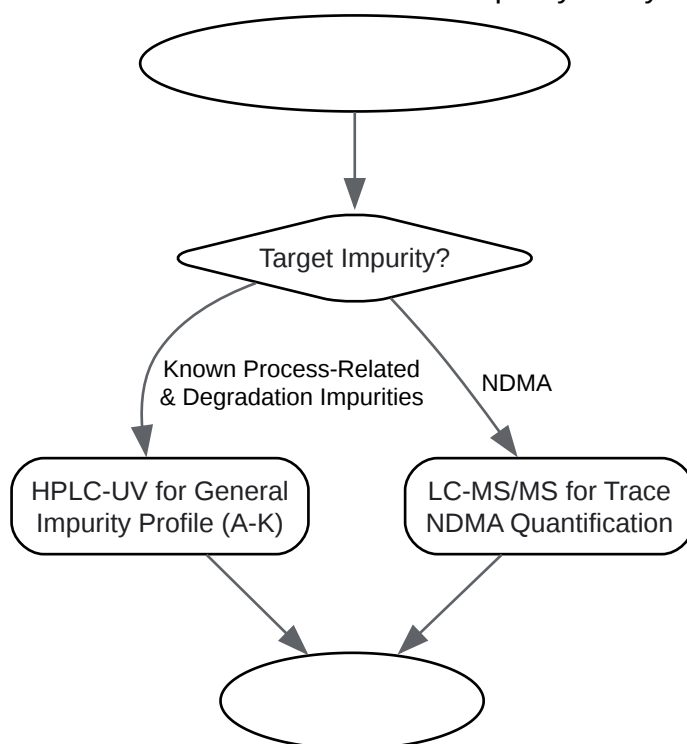 Target Impurity?
Known Process-Related
& Degradation Impurities
NDMA
HPLC-UV for General
Impurity Profile (A-K)
LC-MS/MS for Trace
NDMA Quantification